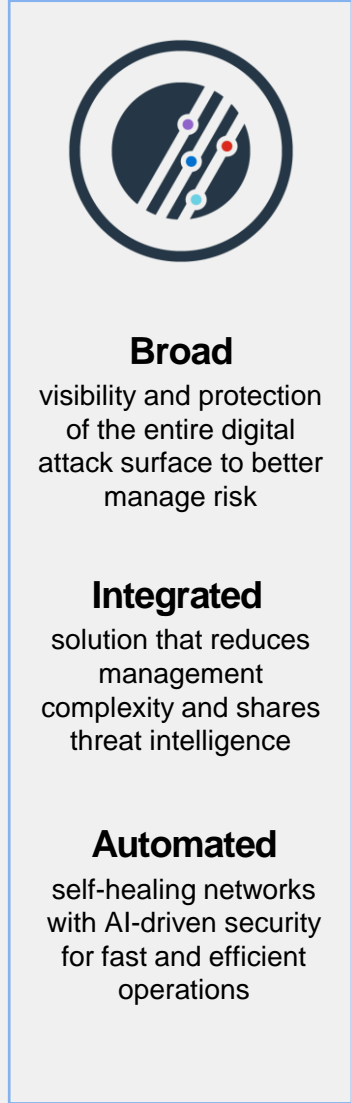 Broad
visibility and protection
of the entire digital
attack surface to better
manage risk
Integrated
solution that reduces
management
complexity and shares
threat intelligence
Automated
self-healing networks
with AI-driven security
for fast and efficient
operations